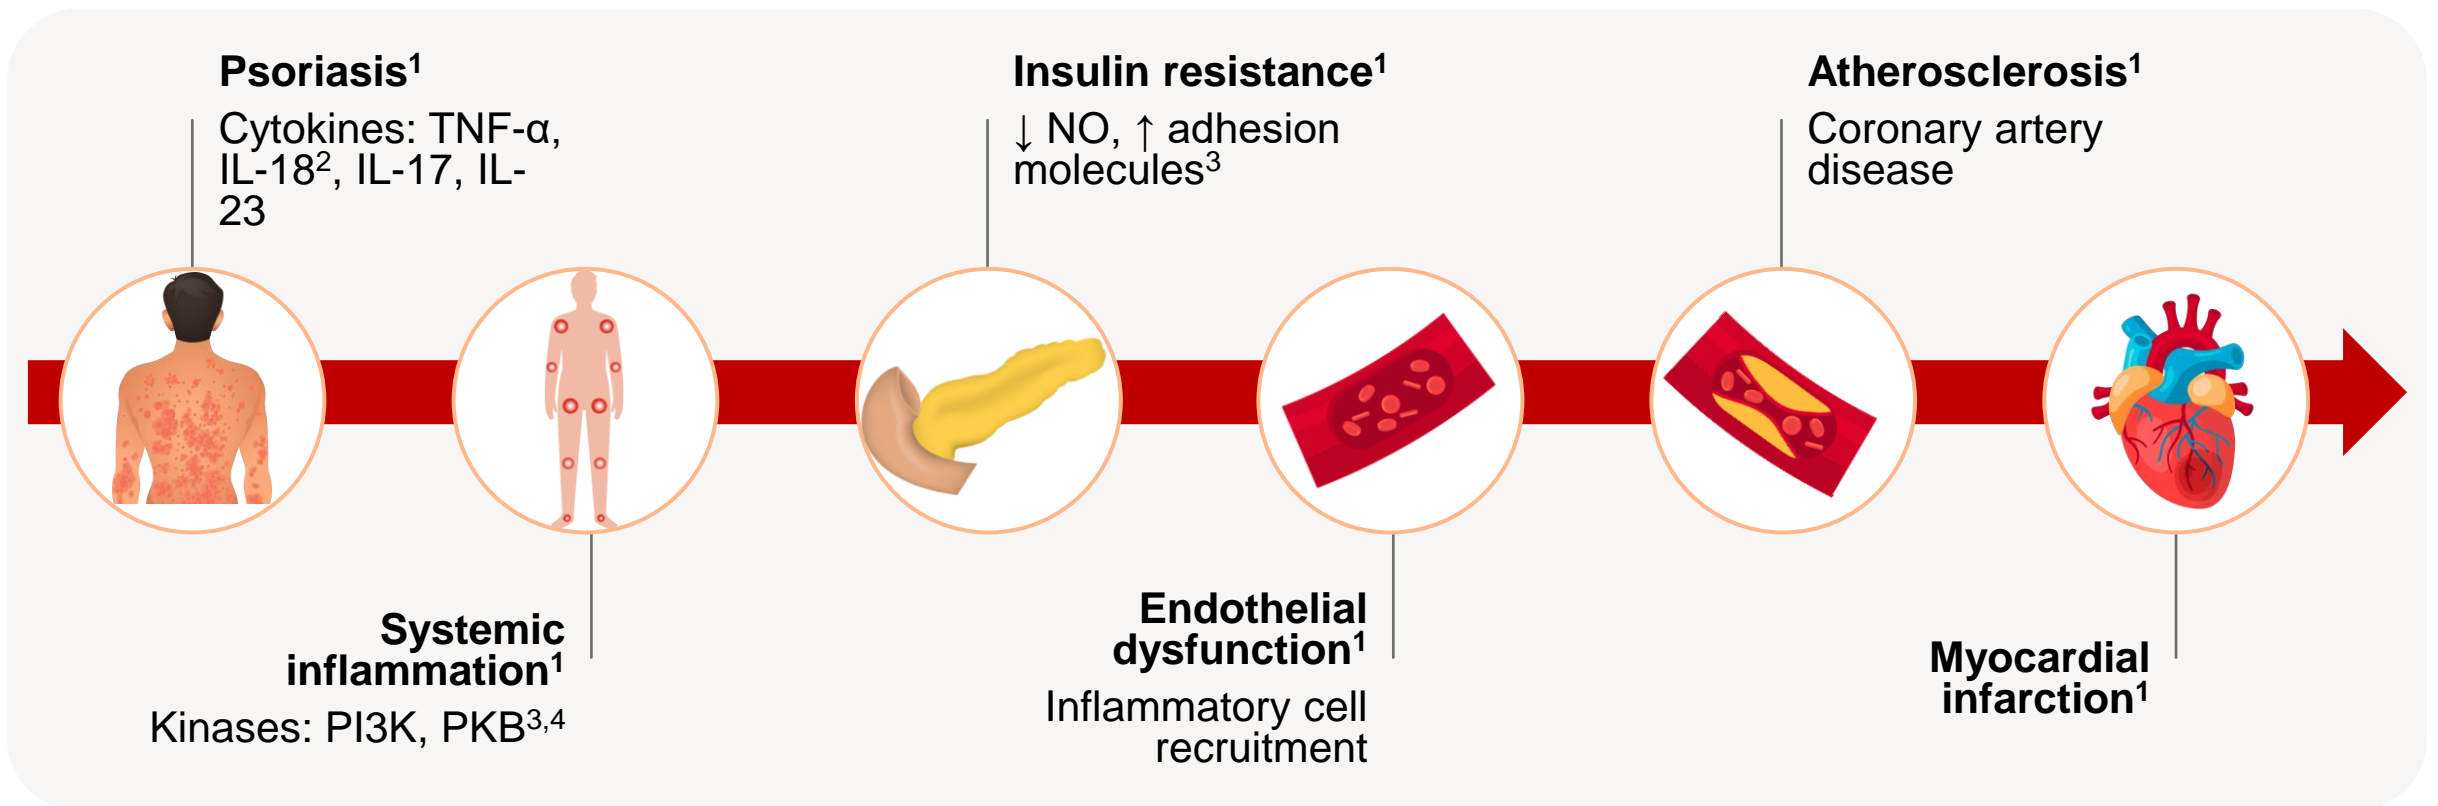 Psoriasis¹
Cytokines: TNF-α,
IL-18², IL-17, IL-
23
Systemic
inflammation¹
Kinases: PI3K, PKB³,⁴
Insulin resistance¹
↓ NO, ↑ adhesion
molecules³
Endothelial
dysfunction¹
Inflammatory cell
recruitment
Atherosclerosis¹
Coronary artery
disease
Myocardial
infarction¹